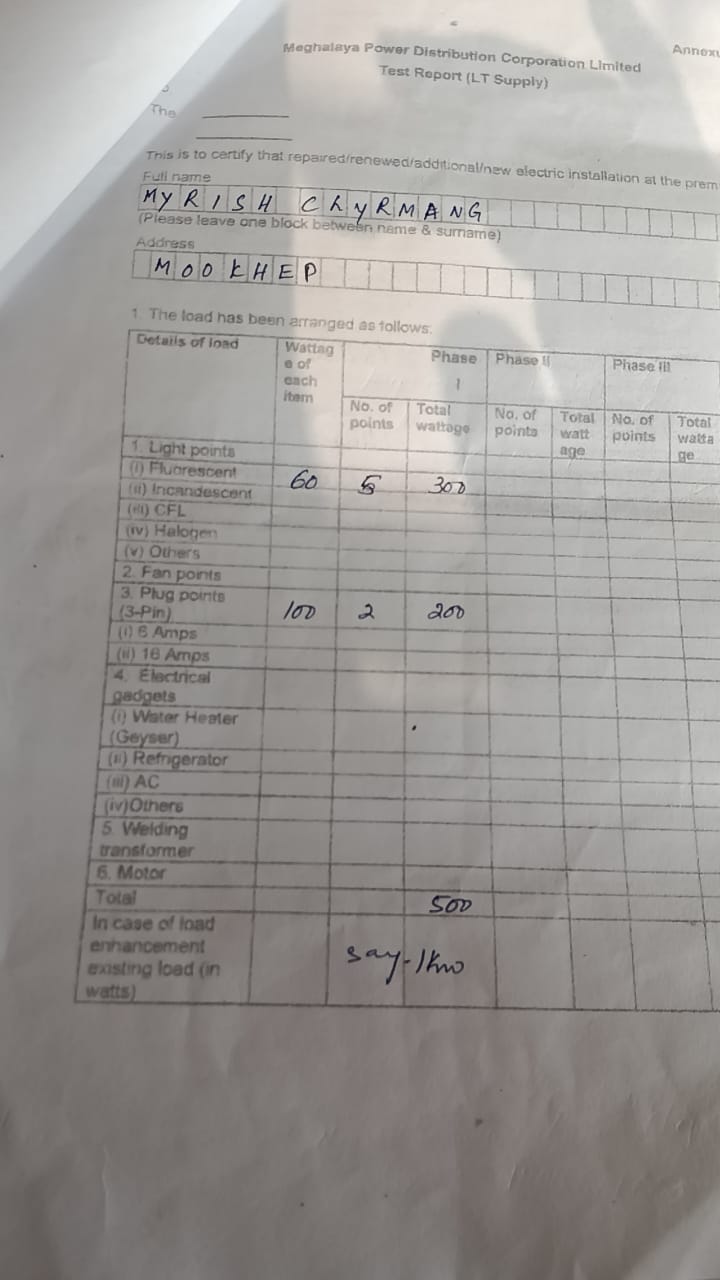 Annexu
Meghalaya Power Distribution Corporation Limited
Test Report (LT Supply)
The
This is to certify that repaired/renewed/additional/new electric installation at the prem
Full name
MYRISH CHYRMANG
(Please leave one block between name & surname)
Address
MOOKHEP
1. The load has been arranged as follows:
Details of load Wattag e of each item Phase I Phase II Phase III
No. of points Total wattage No. of points Total watt age No. of points Total watta ge
1. Light points
(i) Fluorescent 60 5 300
(ii) Incandescent
(iii) CFL
(iv) Halogen
(v) Others
2. Fan points
3. Plug points
(3-Pin) 100 2 200
(i) 6 Amps
(ii) 16 Amps
4. Electrical
gadgets
(i) Water Heater
(Geyser)
(ii) Refrigerator
(iii) AC
(iv)Others
5. Welding
transformer
6. Motor
Total 500
In case of load
enhancement
existing load (in
watts) say-1kw